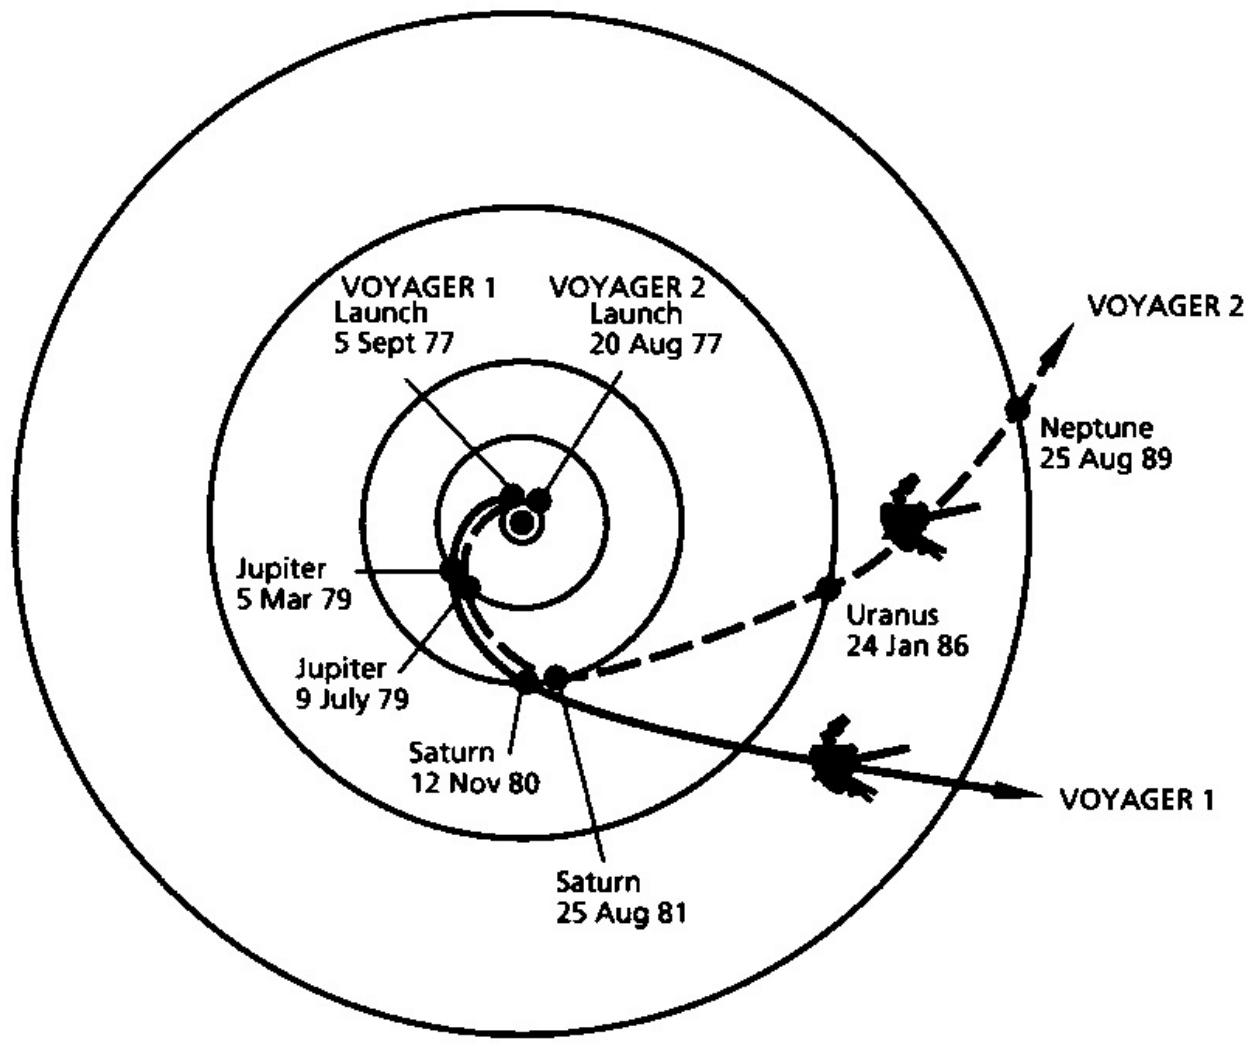 VOYAGER 1
Launch
5 Sept 77
VOYAGER 2
Launch
20 Aug 77
VOYAGER 2
Neptune
25 Aug 89
Jupiter
5 Mar 79
Uranus
24 Jan 86
Jupiter
9 July 79
Saturn
12 Nov 80
VOYAGER 1
Saturn
25 Aug 81